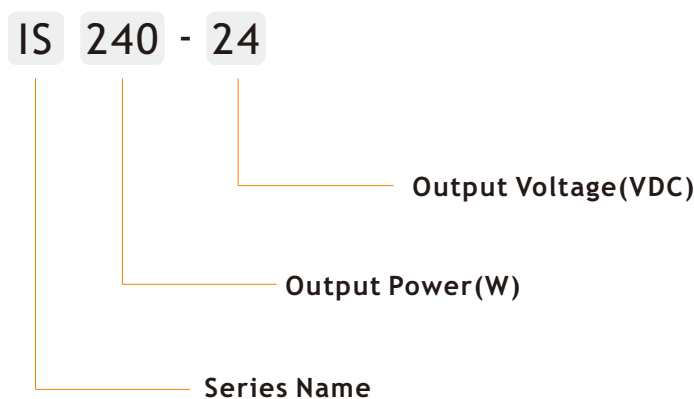 IS 240 - 24
Output Voltage(VDC)
Output Power(W)
Series Name